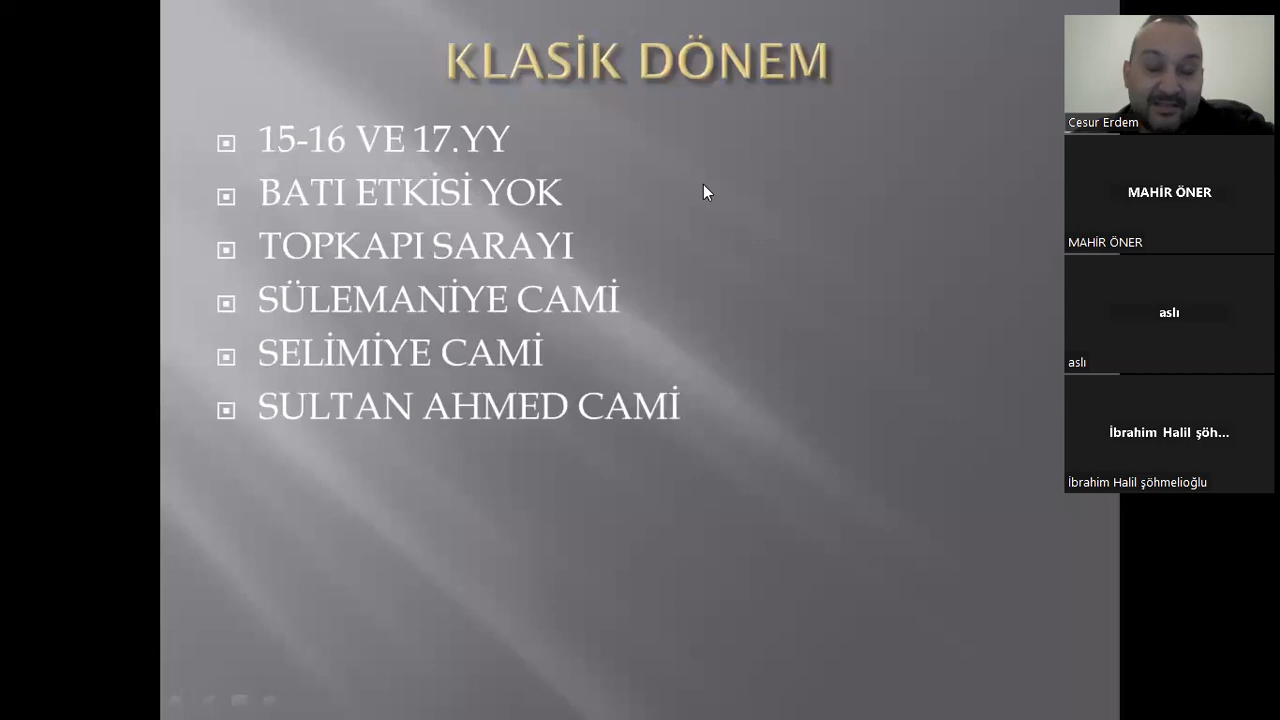 KLASİK DÖNEM
15-16 VE 17.YY
BATI ETKİSİ YOK
TOPKAPI SARAYI
SÜLEMANİYE CAMİ
SELİMİYE CAMİ
SULTAN AHMED CAMİ
Cesur Erdem
MAHİR ÖNER
MAHİR ÖNER
aslı
aslı
İbrahim Halil şöh...
İbrahim Halil şöhmelioğlu